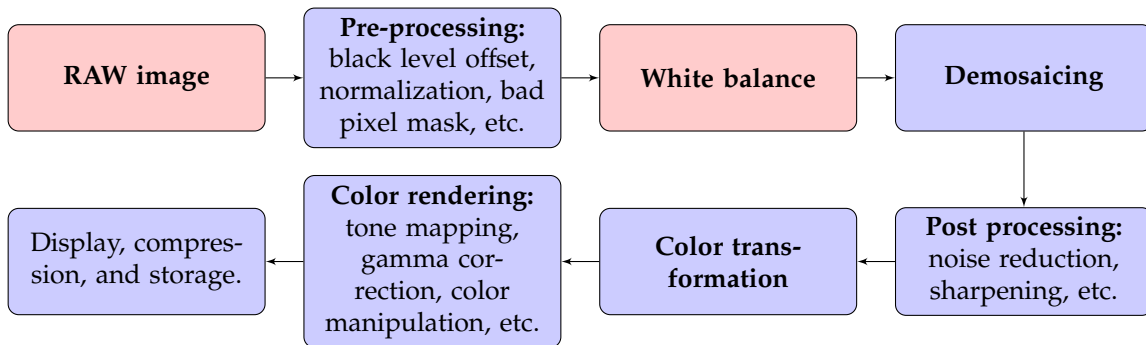 RAW image
Pre-processing:
black level offset,
normalization, bad
pixel mask, etc.
White balance
Demosaicing
Post processing:
noise reduction,
sharpening, etc.
Color trans-
formation
Color rendering:
tone mapping,
gamma cor-
rection, color
manipulation, etc.
Display, compres-
sion, and storage.